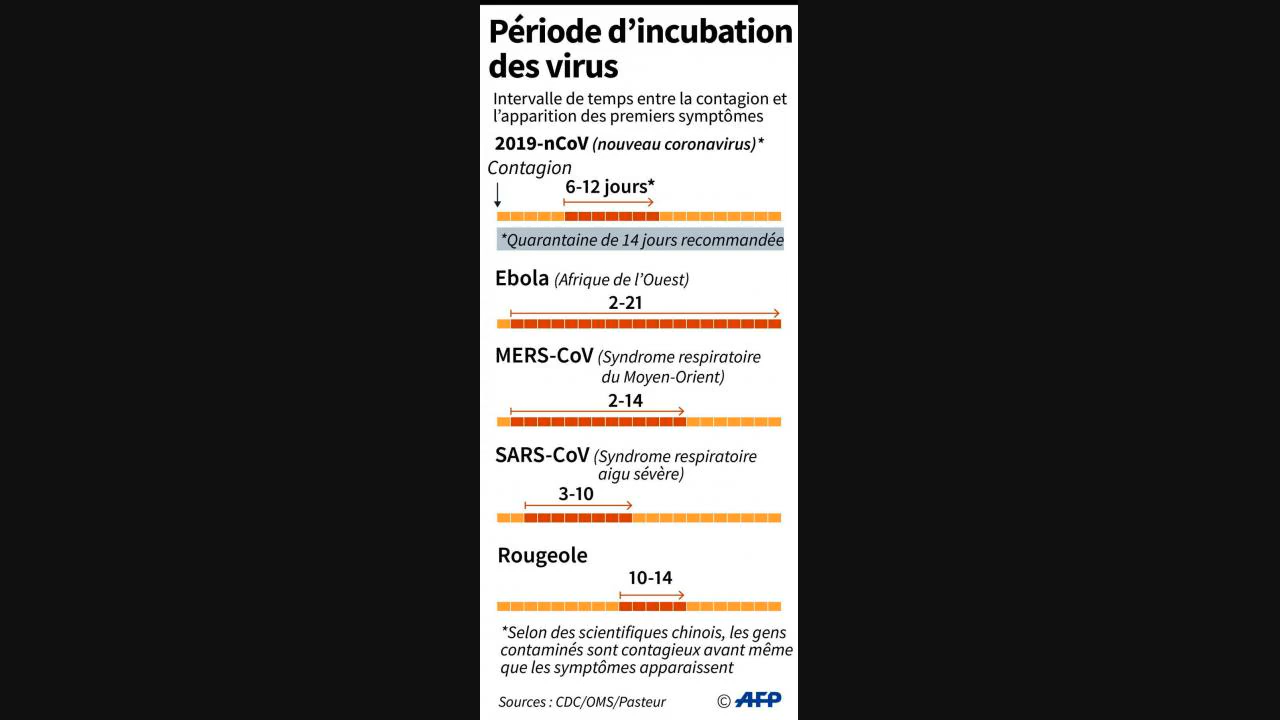 Période d’incubation
des virus
Intervalle de temps entre la contagion et
l’apparition des premiers symptômes
2019-nCoV (nouveau coronavirus)*
Contagion
6-12 jours*
*Quarantaine de 14 jours recommandée
Ebola (Afrique de l’Ouest)
2-21
MERS-CoV (Syndrome respiratoire
du Moyen-Orient)
2-14
SARS-CoV (Syndrome respiratoire
aigu sévère)
3-10
Rougeole
10-14
*Selon des scientifiques chinois, les gens
contaminés sont contagieux avant même
que les symptômes apparaissent
Sources : CDC/OMS/Pasteur © AFP